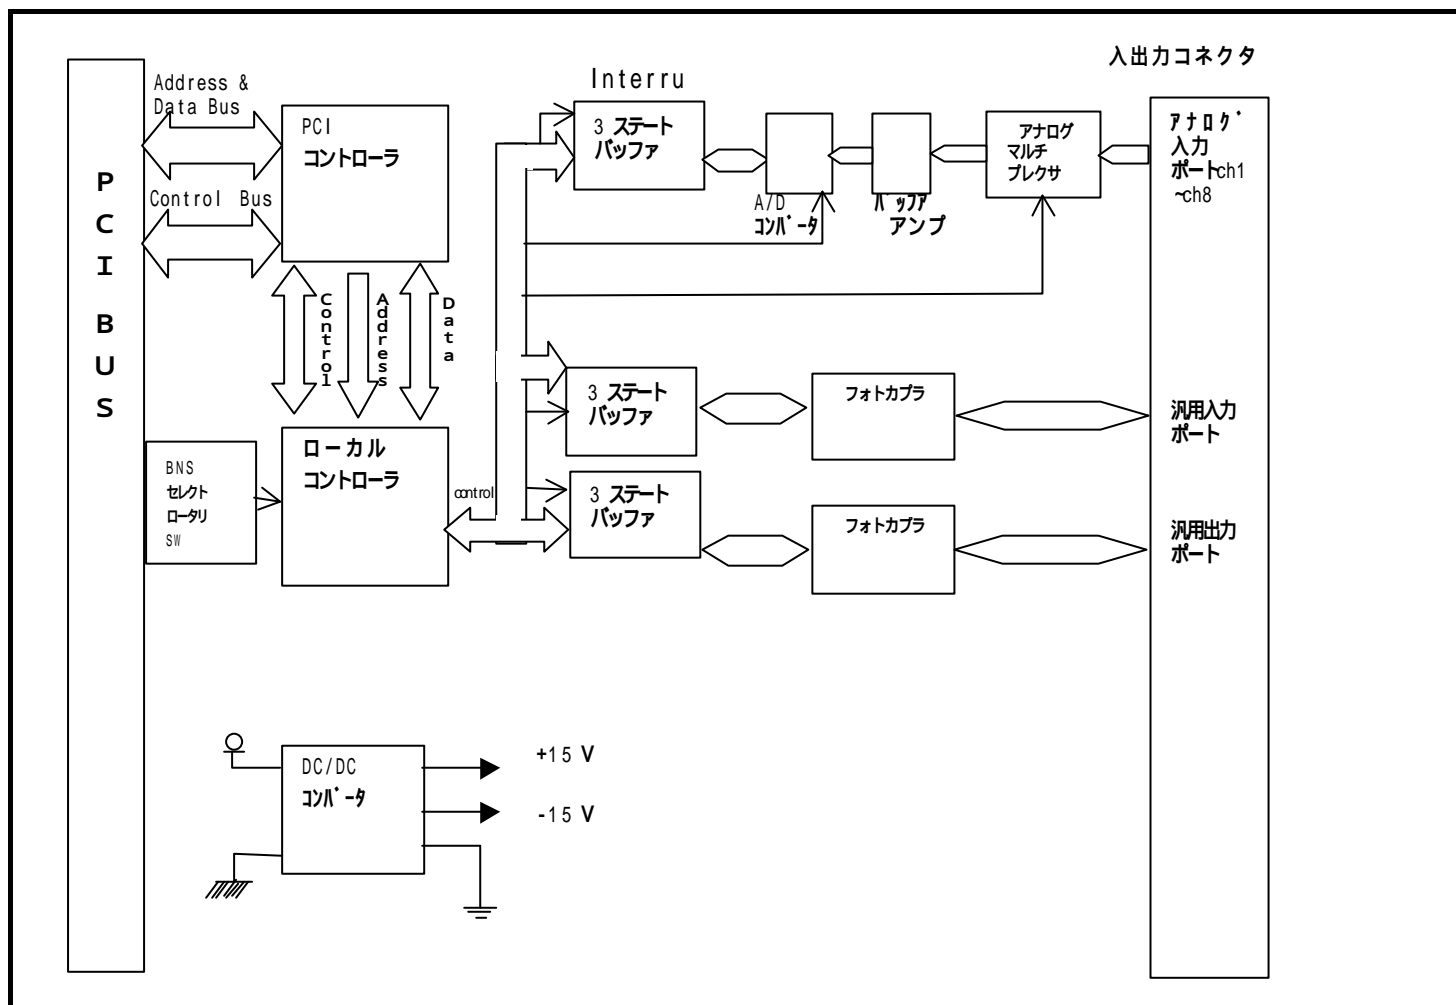 入出力コネクタ
Address &
Data Bus
Control Bus
PCI BUS
PCI
コントローラ
Control
Address
Data
Interru
3 ステート
バッファ
A/D
コンバータ
バッファ
アンプ
アナログ
マルチ
プレクサ
アナログ
入力
ポートch1
~ch8
3 ステート
バッファ
フォトカプラ
汎用入力
ポート
BNS
セレクト
ロータリ
SW
ローカル
コントローラ
control
3 ステート
バッファ
フォトカプラ
汎用出力
ポート
DC/DC
コンバータ
+15 V
-15 V